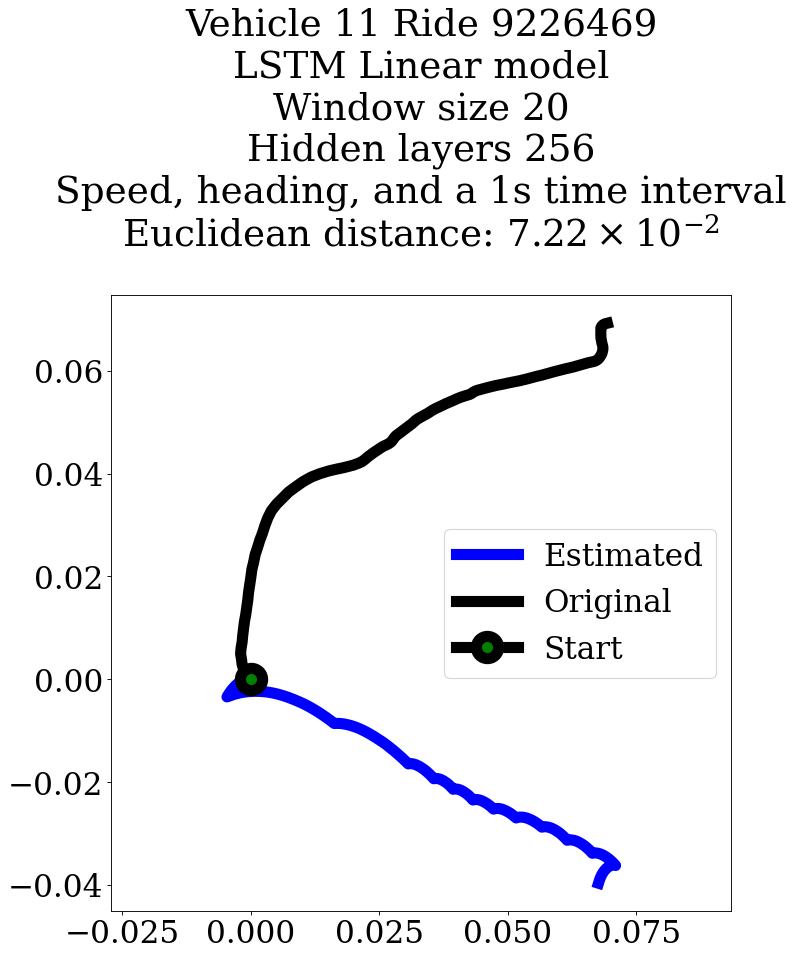 Vehicle 11 Ride 9226469
LSTM Linear model
Window size 20
Hidden layers 256
Speed, heading, and a 1s time interval
Euclidean distance: 7.22 × 10⁻²
0.06
0.04
0.02
0.00
−0.02
−0.04
Estimated
Original
Start
−0.025 0.000 0.025 0.050 0.075